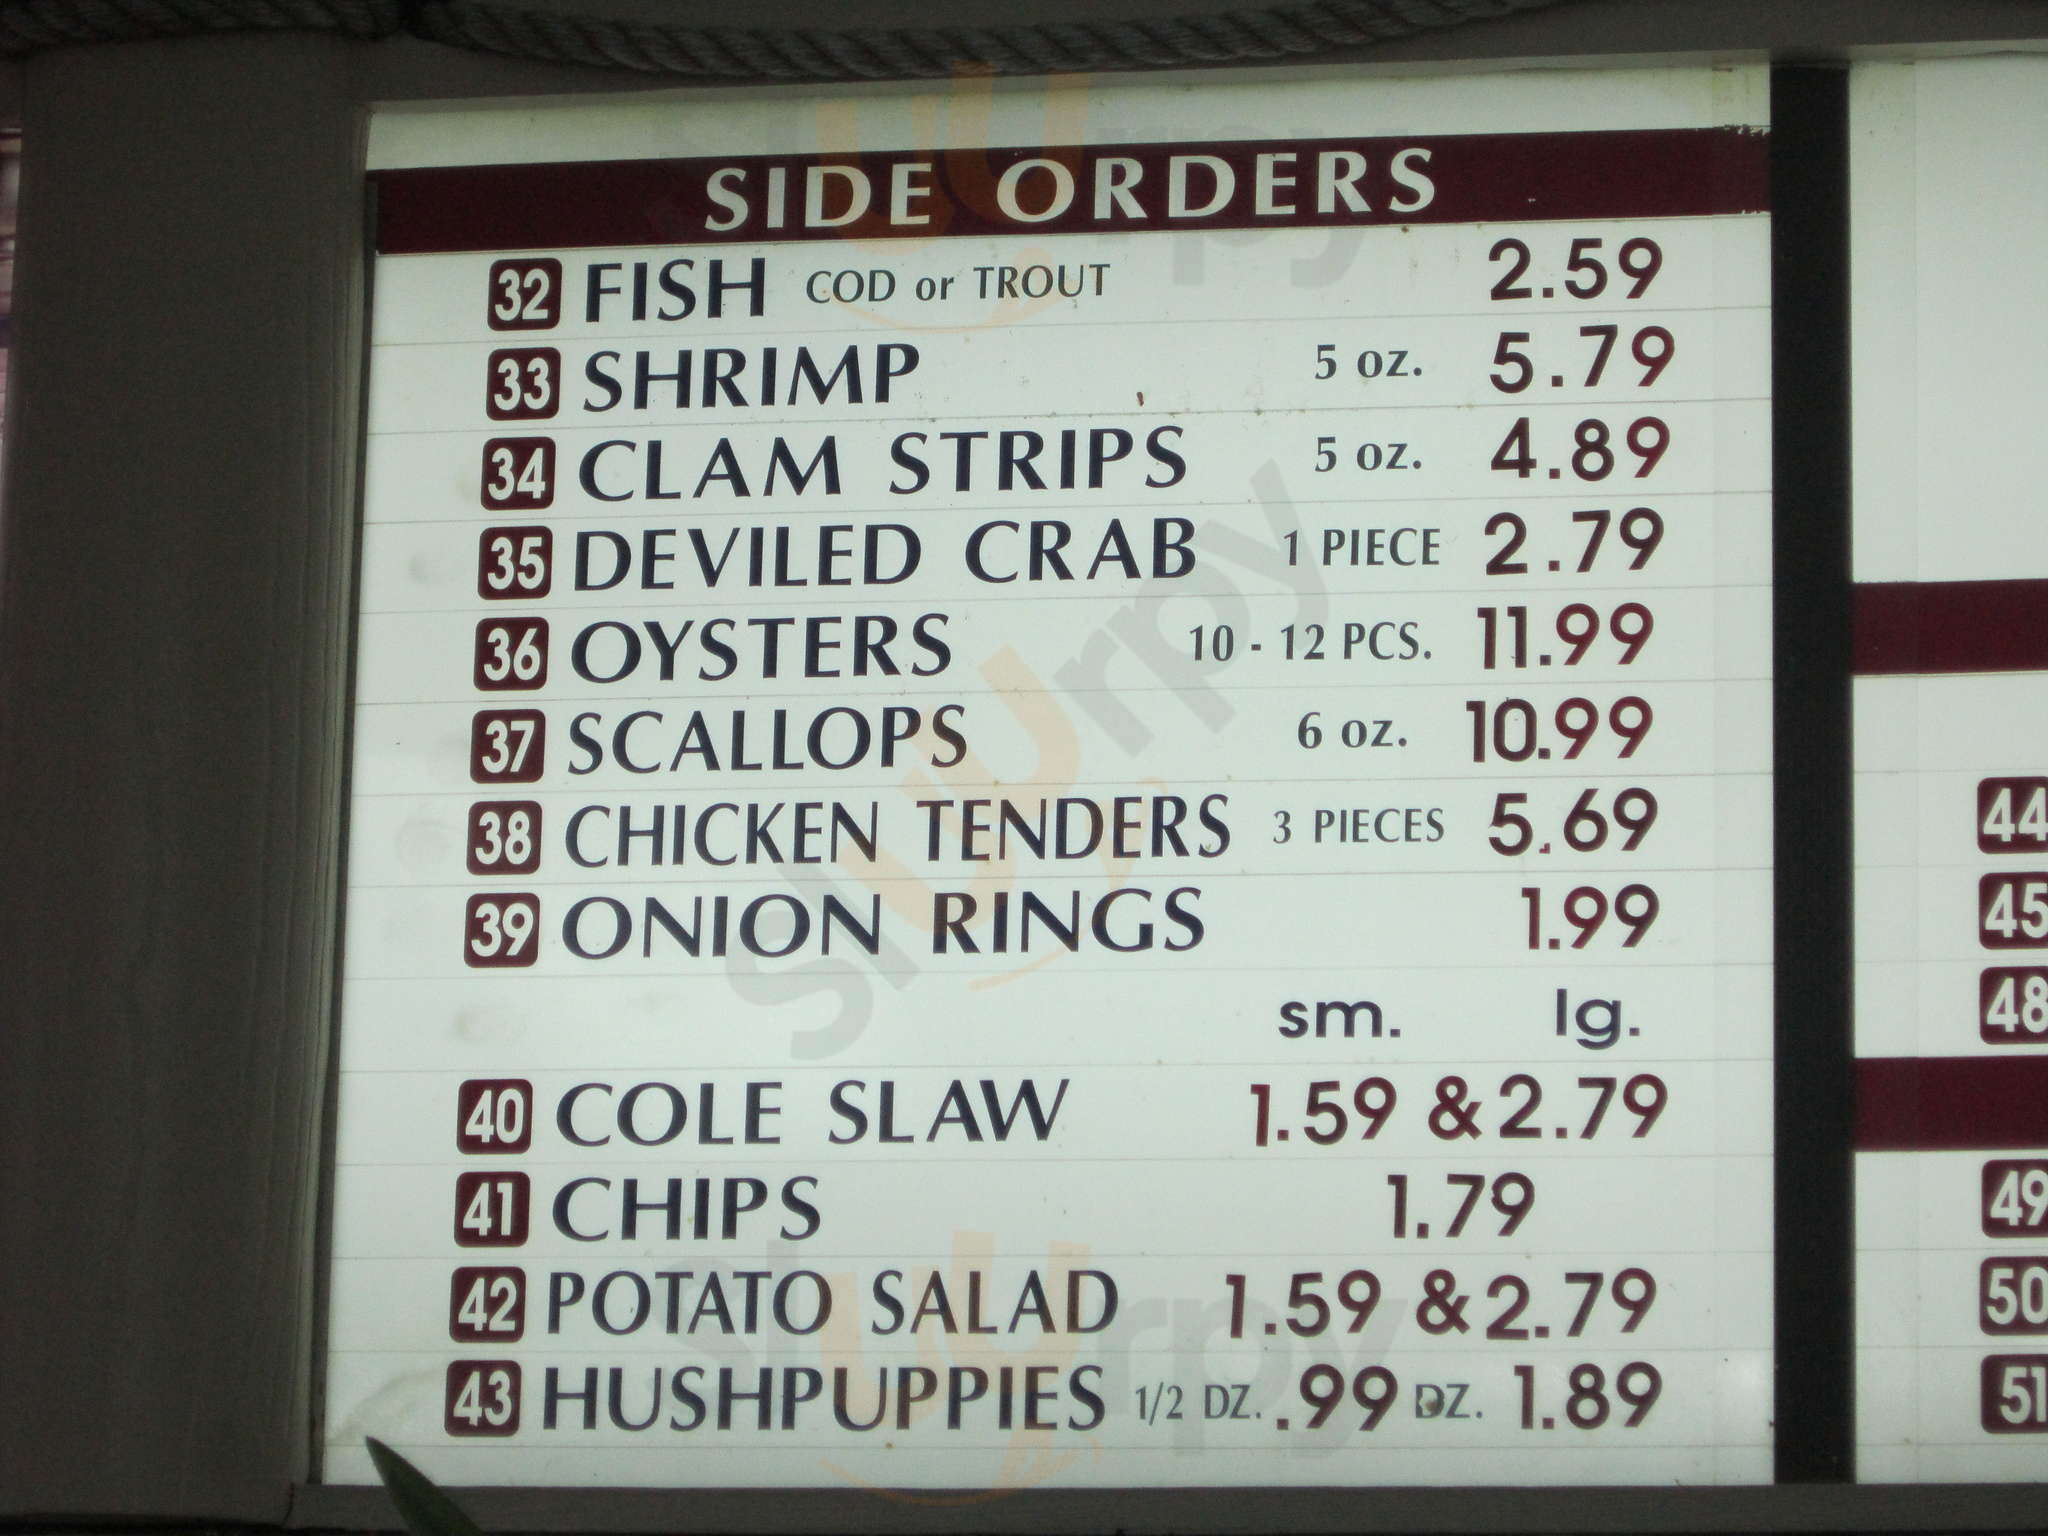 SIDE ORDERS
32 FISH COD or TROUT 2.59
33 SHRIMP 5 oz. 5.79
34 CLAM STRIPS 5 oz. 4.89
35 DEVILED CRAB 1 PIECE 2.79
36 OYSTERS 10 - 12 PCS. 11.99
37 SCALLOPS 6 oz. 10.99
38 CHICKEN TENDERS 3 PIECES 5.69
39 ONION RINGS 1.99
sm. lg.
40 COLE SLAW 1.59 & 2.79
41 CHIPS 1.79
42 POTATO SALAD 1.59 & 2.79
43 HUSHPUPPIES 1/2 DZ. .99 DZ. 1.89
44
45
48
49
50
51
slurpy
slurpy
slurpy